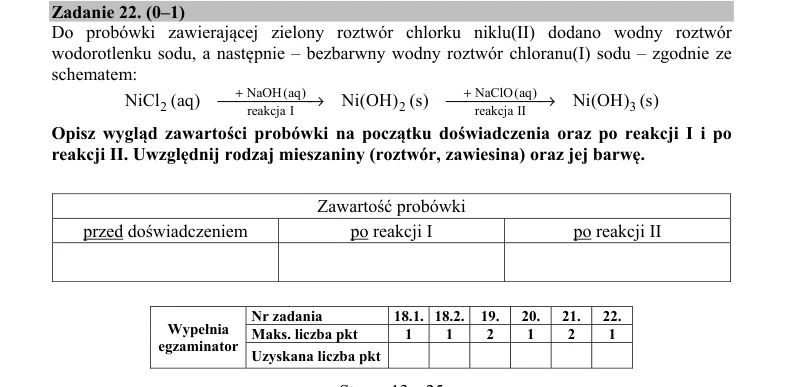 Zadanie 22. (0–1)
Do probówki zawierającej zielony roztwór chlorku niklu(II) dodano wodny roztwór
wodorotlenku sodu, a następnie – bezbarwny wodny roztwór chloranu(I) sodu – zgodnie ze
schematem:
NiCl₂ (aq) + NaOH (aq) reakcja I → Ni(OH)₂ (s) + NaClO (aq) reakcja II → Ni(OH)₃ (s)
Opisz wygląd zawartości probówki na początku doświadczenia oraz po reakcji I i po
reakcji II. Uwzględnij rodzaj mieszaniny (roztwór, zawiesina) oraz jej barwę.
Zawartość probówki
przed doświadczeniem po reakcji I po reakcji II
Wypełnia egzaminator
Nr zadania 18.1. 18.2. 19. 20. 21. 22.
Maks. liczba pkt 1 1 2 1 2 1
Uzyskana liczba pkt